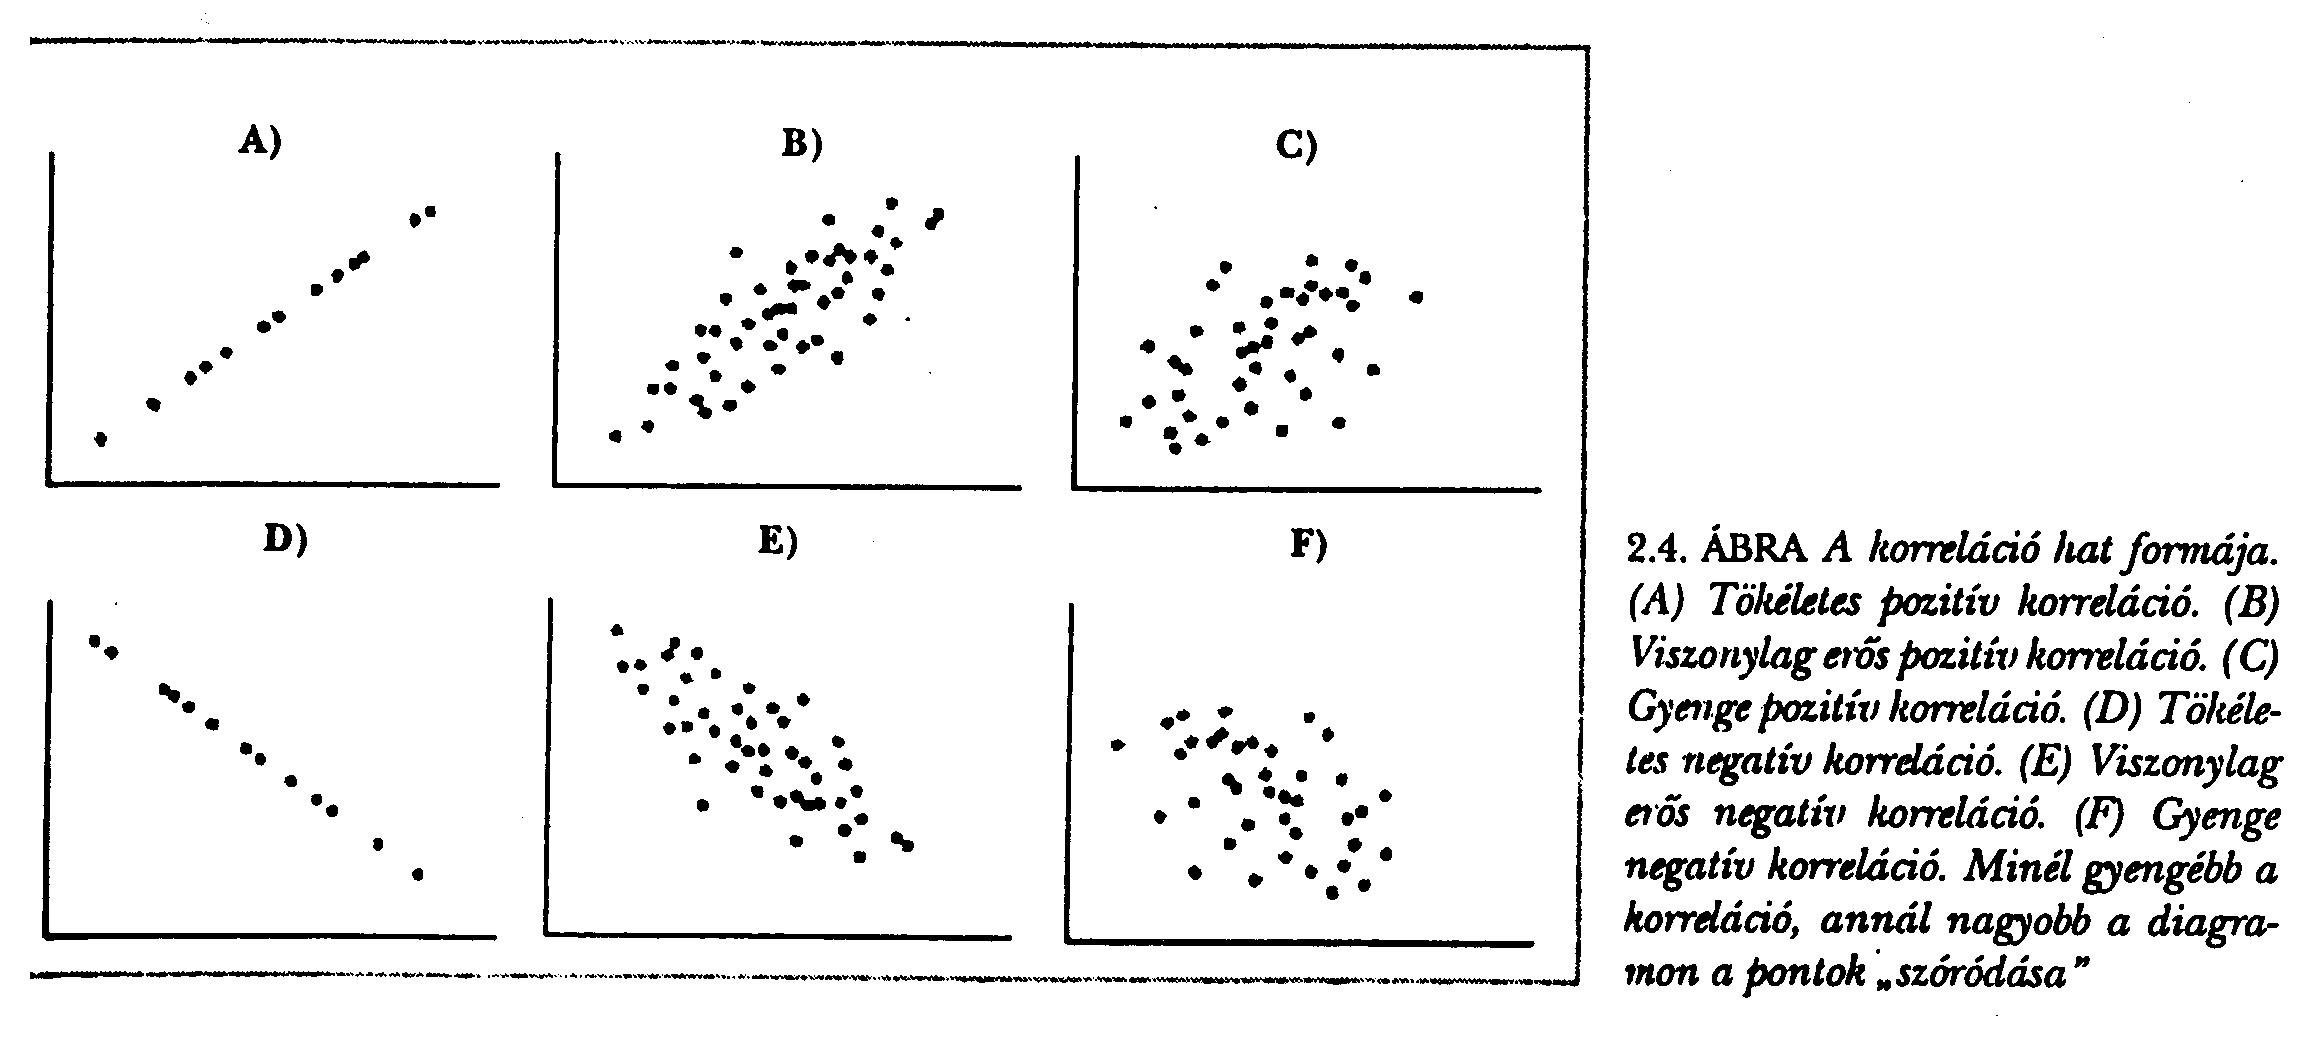 A)
B)
C)
D)
E)
F)
2.4. ÁBRA A korreláció hat formája.
(A) Tökéletes pozitív korreláció. (B)
Viszonylag erős pozitív korreláció. (C)
Gyenge pozitív korreláció. (D) Tökéle-
tes negatív korreláció. (E) Viszonylag
erős negatív korreláció. (F) Gyenge
negatív korreláció. Minél gyengébb a
korreláció, annál nagyobb a diagra-
mon a pontok „szóródása”